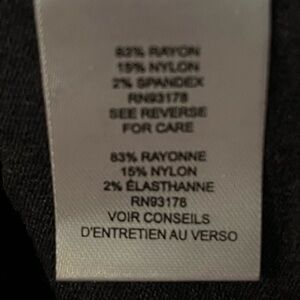 83% RAYON
15% NYLON
2% SPANDEX
RN93178
SEE REVERSE
FOR CARE
83% RAYONNE
15% NYLON
2% ÉLASTHANNE
RN93178
VOIR CONSEILS
D'ENTRETIEN AU VERSO